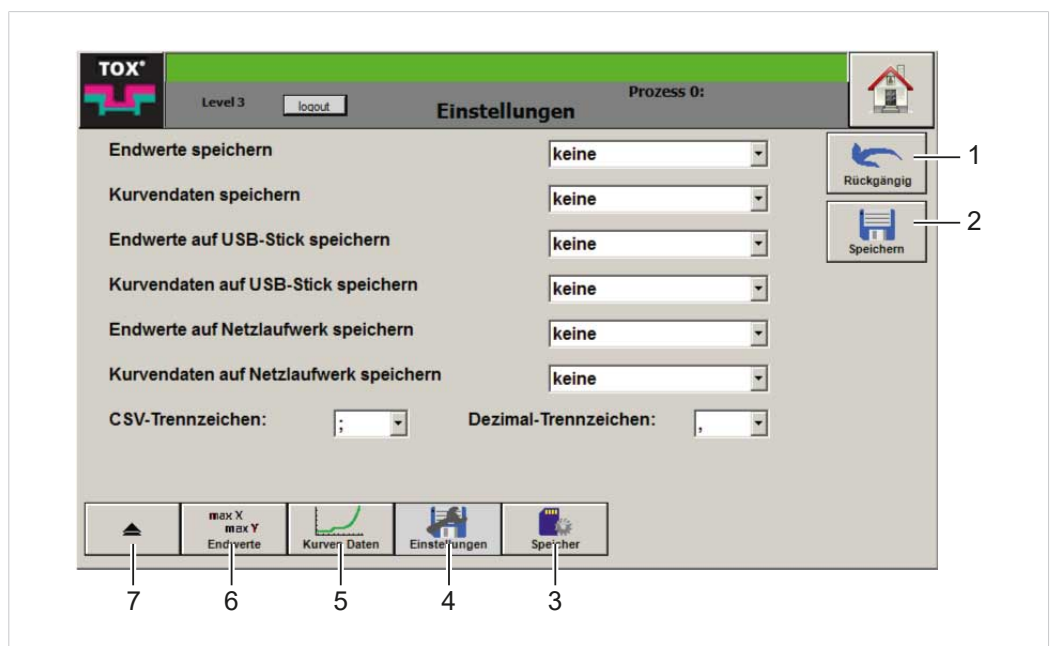 TOX®
Level 3
logout
Einstellungen
Prozess 0:
Endwerte speichern
keine
Kurvendaten speichern
keine
Endwerte auf USB-Stick speichern
keine
Kurvendaten auf USB-Stick speichern
keine
Endwerte auf Netzlaufwerk speichern
keine
Kurvendaten auf Netzlaufwerk speichern
keine
CSV-Trennzeichen:
;
Dezimal-Trennzeichen:
,
Rückgängig
1
Speichern
2
max X
max Y
Endwerte
Kurven Daten
Einstellungen
Speicher
7
6
5
4
3